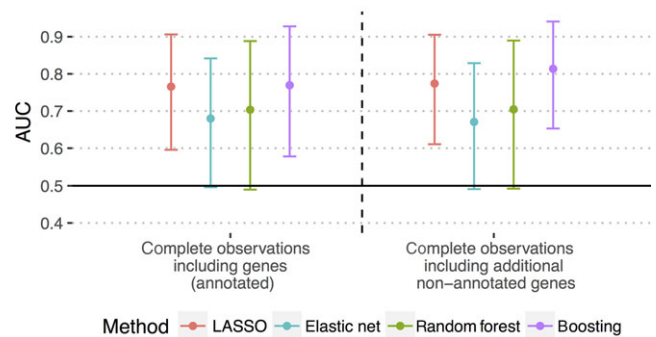 0.9
0.8
0.7
0.6
0.5
0.4
AUC
Complete observations
including genes
(annotated)
Complete observations
including additional
non−annotated genes
Method LASSO Elastic net Random forest Boosting